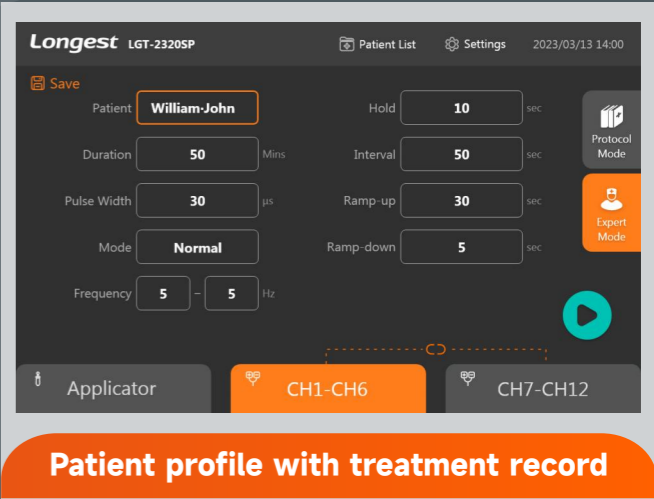 Longest LGT-2320SP Patient List Settings 2023/03/13 14:00
Save
Patient William·John Hold 10 sec
Protocol
Mode
Duration 50 Mins Interval 50 sec
Pulse Width 30 µs Ramp-up 30 sec
Expert
Mode
Mode Normal Ramp-down 5 sec
Frequency 5 – 5 Hz
Applicator CH1-CH6 CH7-CH12
Patient profile with treatment record